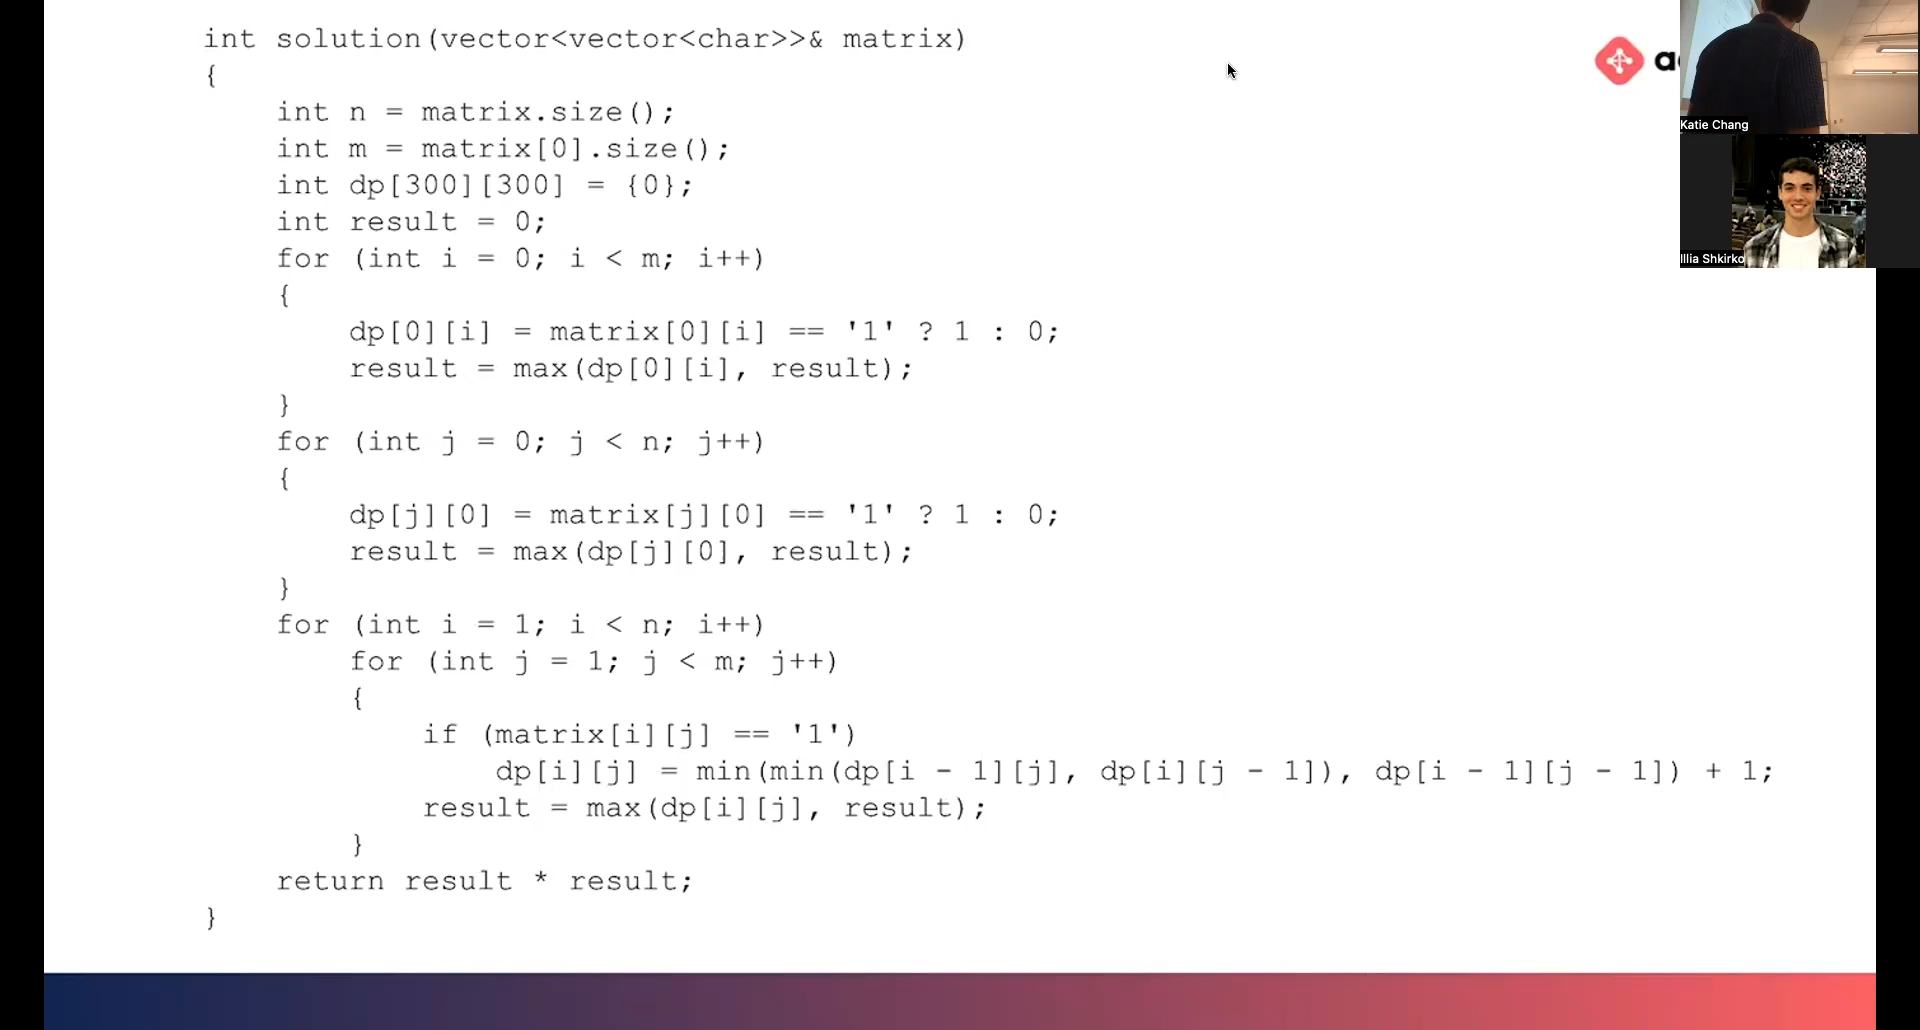 int solution(vector<vector<char>>& matrix)
{
    int n = matrix.size();
    int m = matrix[0].size();
    int dp[300][300] = {0};
    int result = 0;
    for (int i = 0; i < m; i++)
    {
        dp[0][i] = matrix[0][i] == '1' ? 1 : 0;
        result = max(dp[0][i], result);
    }
    for (int j = 0; j < n; j++)
    {
        dp[j][0] = matrix[j][0] == '1' ? 1 : 0;
        result = max(dp[j][0], result);
    }
    for (int i = 1; i < n; i++)
        for (int j = 1; j < m; j++)
        {
            if (matrix[i][j] == '1')
                dp[i][j] = min(min(dp[i - 1][j], dp[i][j - 1]), dp[i - 1][j - 1]) + 1;
            result = max(dp[i][j], result);
        }
    return result * result;
}
Katie Chang
Illia Shkirko